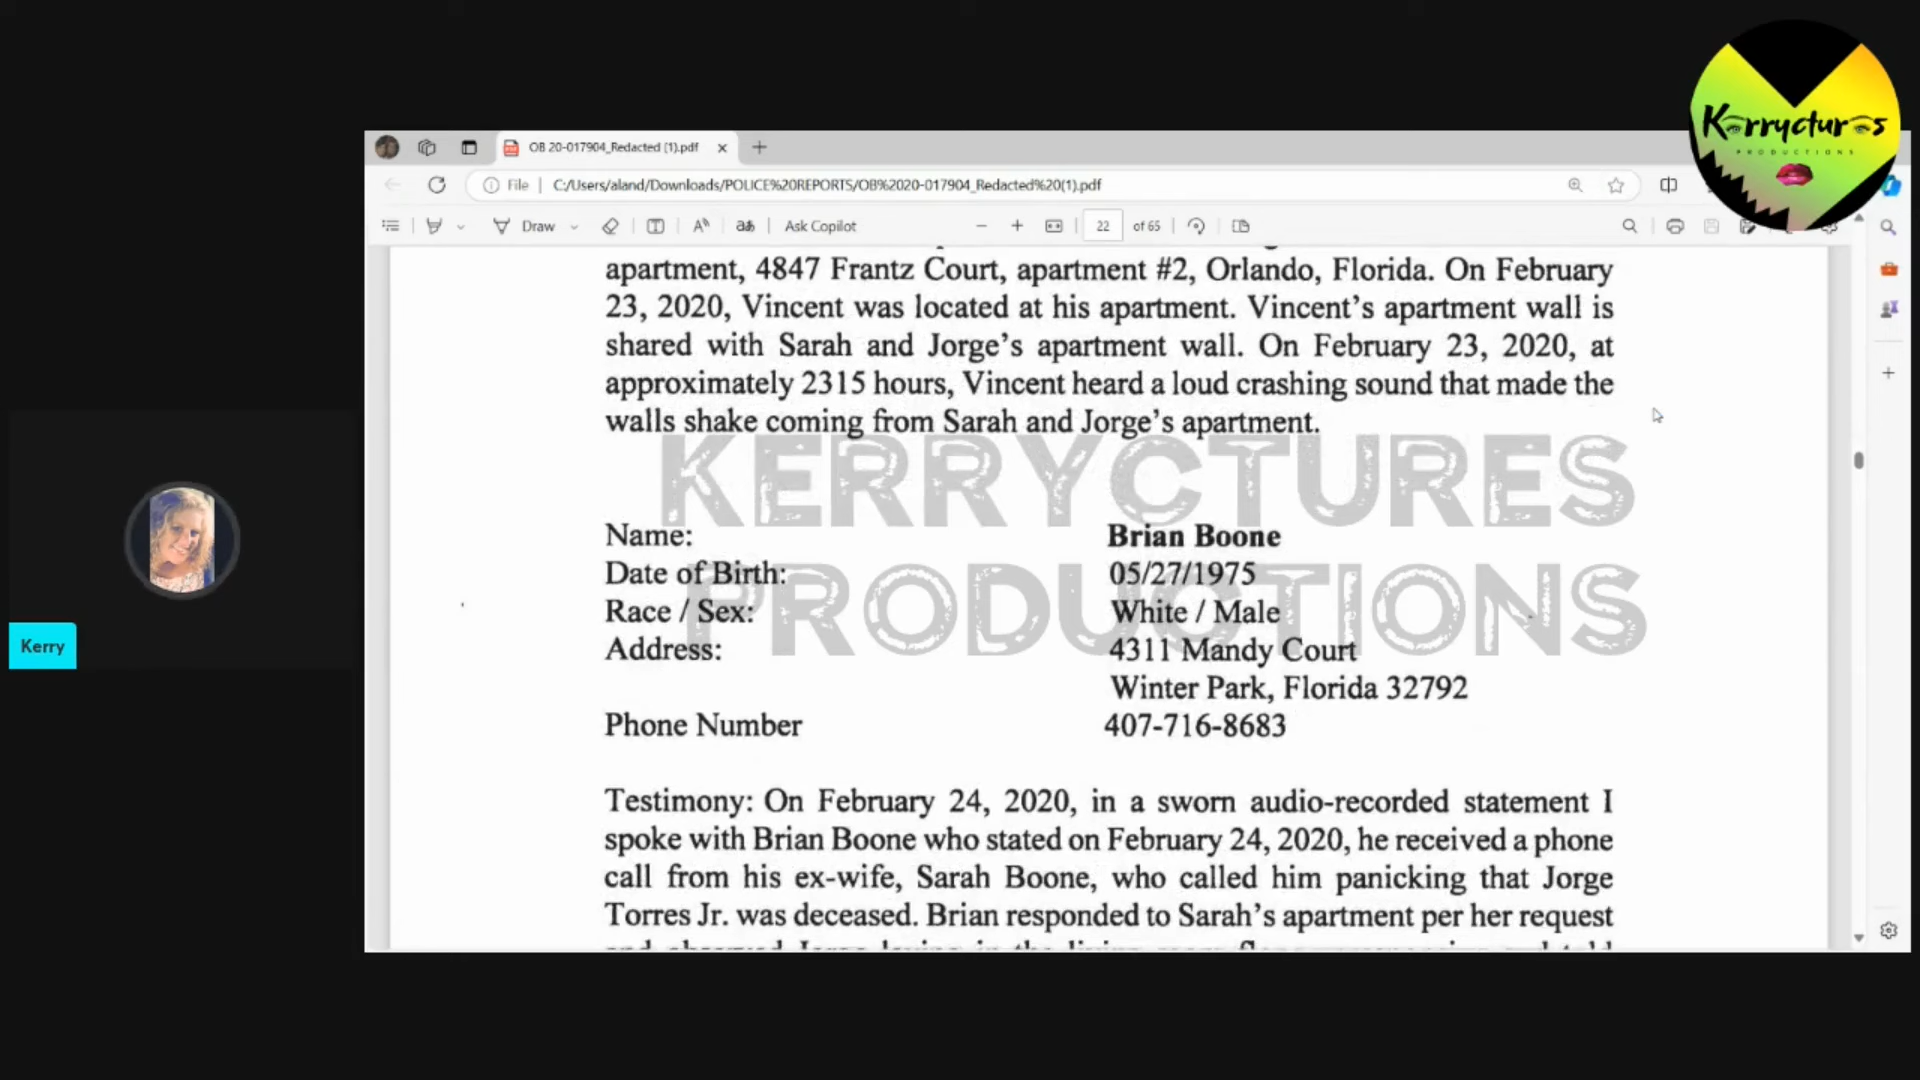 Kerryctures
PRODUCTIONS
OB 20-017904_Redacted (1).pdf
File | C:/Users/aland/Downloads/POLICE%20REPORTS/OB%2020-017904_Redacted%20(1).pdf
Draw
Ask Copilot
22 of 65
apartment, 4847 Frantz Court, apartment #2, Orlando, Florida. On February
23, 2020, Vincent was located at his apartment. Vincent's apartment wall is
shared with Sarah and Jorge's apartment wall. On February 23, 2020, at
approximately 2315 hours, Vincent heard a loud crashing sound that made the
walls shake coming from Sarah and Jorge's apartment.
KERRYCTURES
PRODUCTIONS
Name: Brian Boone
Date of Birth: 05/27/1975
Race / Sex: White / Male
Address: 4311 Mandy Court
Winter Park, Florida 32792
Phone Number 407-716-8683
Testimony: On February 24, 2020, in a sworn audio-recorded statement I
spoke with Brian Boone who stated on February 24, 2020, he received a phone
call from his ex-wife, Sarah Boone, who called him panicking that Jorge
Torres Jr. was deceased. Brian responded to Sarah's apartment per her request
Kerry